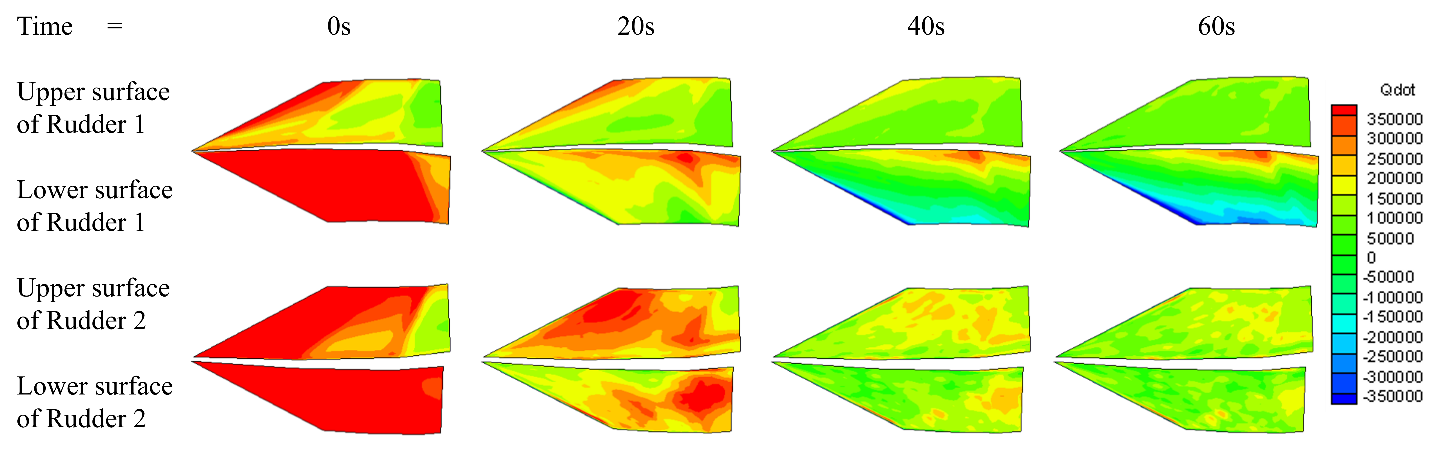 Time = 0s 20s 40s 60s
Upper surface
of Rudder 1
Lower surface
of Rudder 1
Upper surface
of Rudder 2
Lower surface
of Rudder 2
Qdot
350000
300000
250000
200000
150000
100000
50000
0
-50000
-100000
-150000
-200000
-250000
-300000
-350000